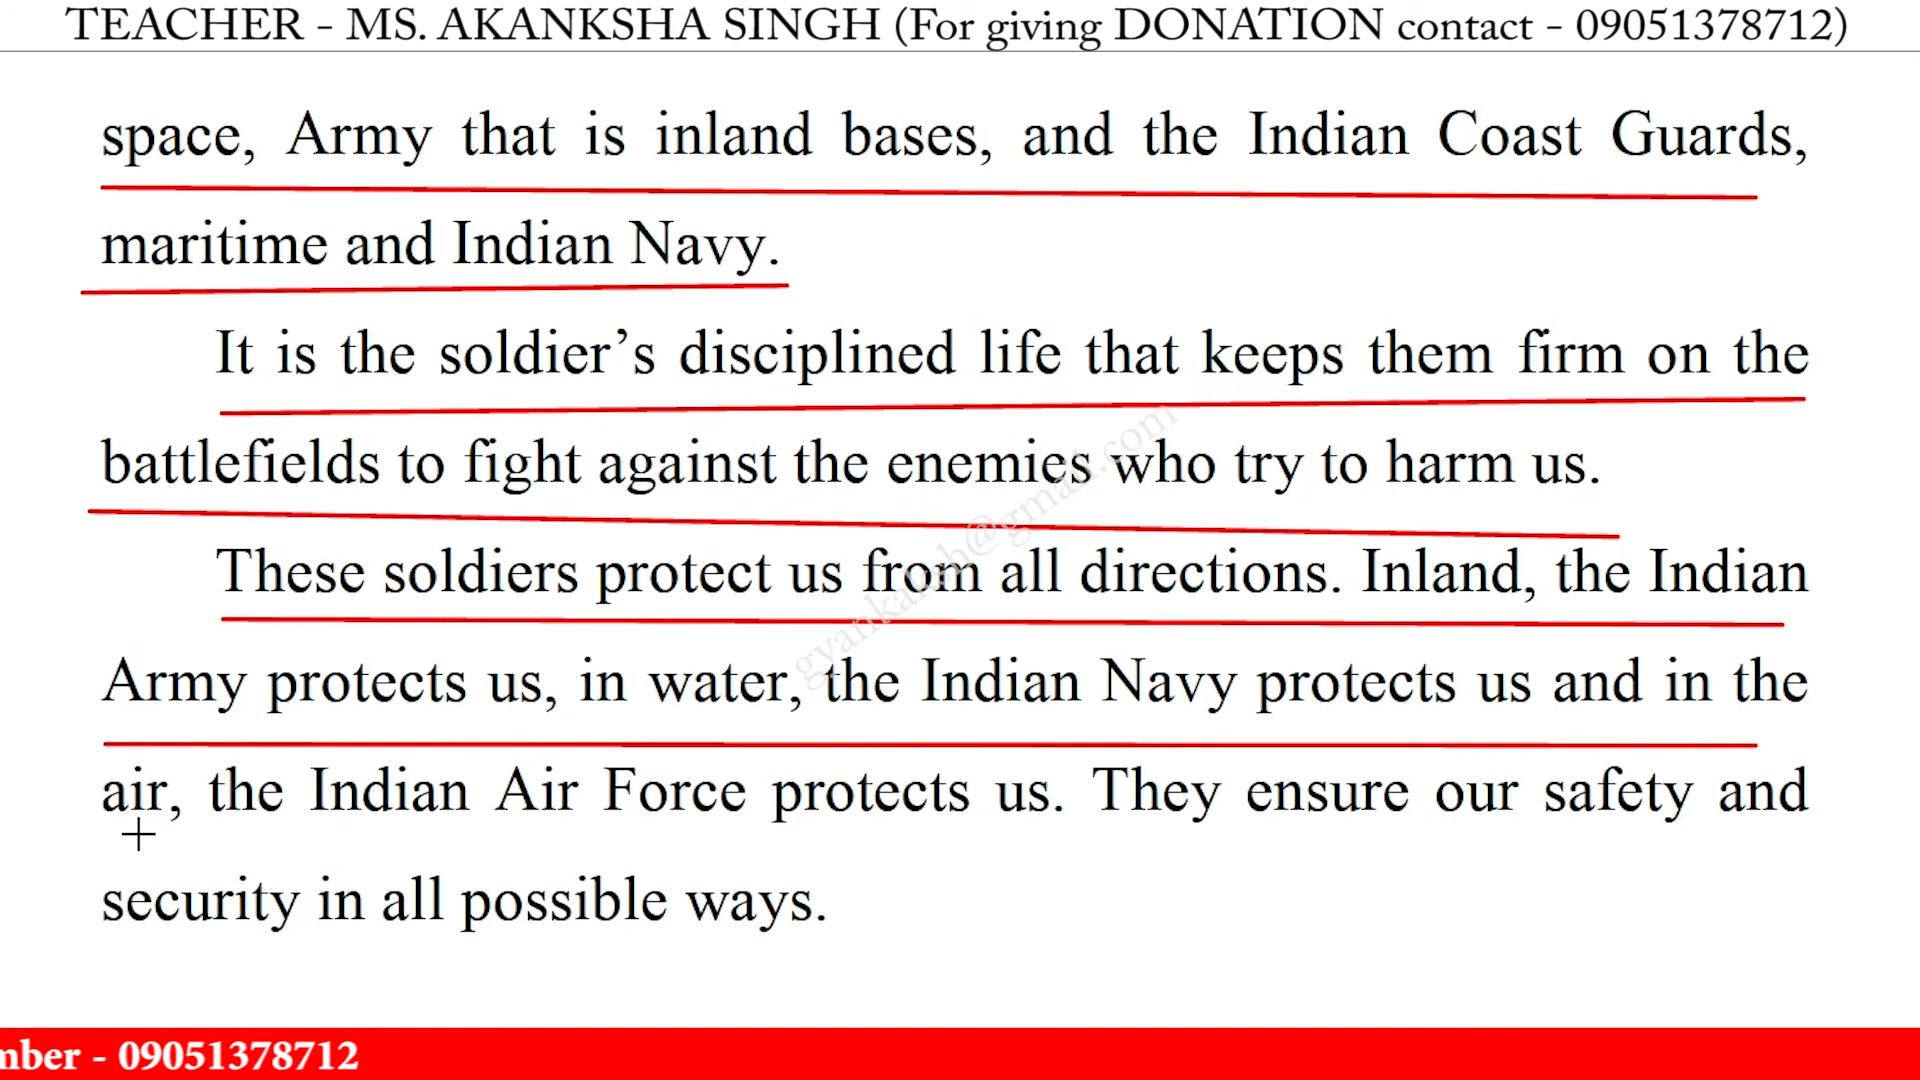 TEACHER - MS. AKANKSHA SINGH (For giving DONATION contact - 09051378712)
space, Army that is inland bases, and the Indian Coast Guards,
maritime and Indian Navy.
It is the soldier’s disciplined life that keeps them firm on the
battlefields to fight against the enemies who try to harm us.
These soldiers protect us from all directions. Inland, the Indian
Army protects us, in water, the Indian Navy protects us and in the
air, the Indian Air Force protects us. They ensure our safety and
security in all possible ways.
- 09051378712